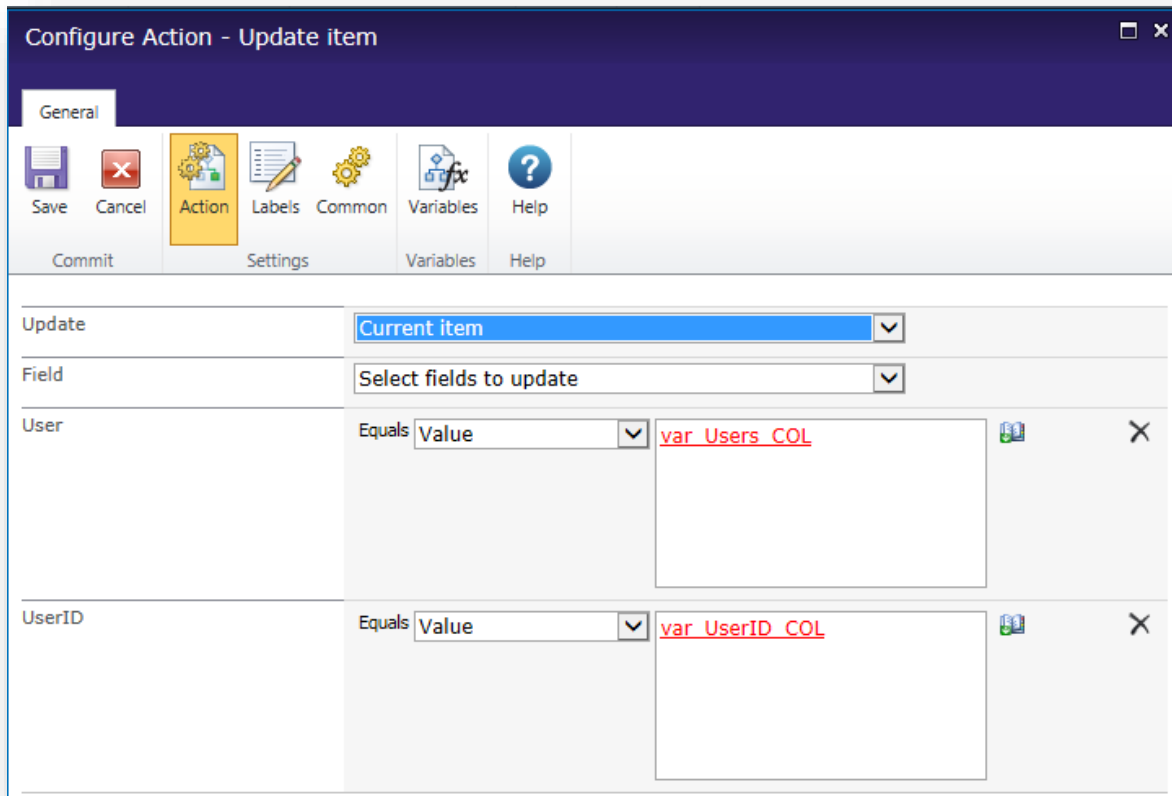 Configure Action - Update item
General
Save Cancel Action Labels Common Variables Help
Commit Settings Variables Help
Update Current item
Field Select fields to update
User Equals Value var_Users_COL
UserID Equals Value var_UserID_COL